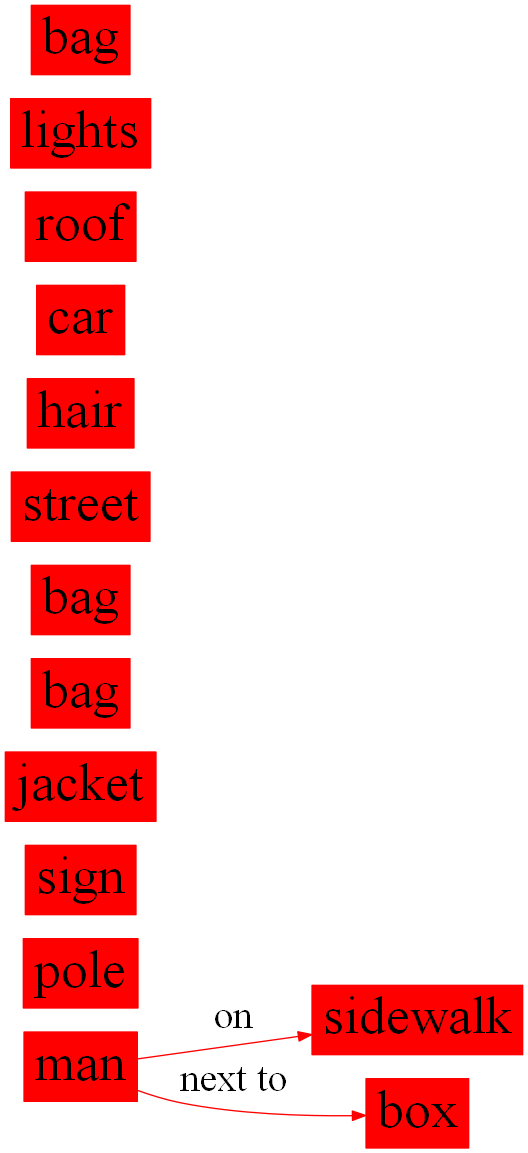 bag
lights
roof
car
hair
street
bag
bag
jacket
sign
pole
man
on
sidewalk
next to
box